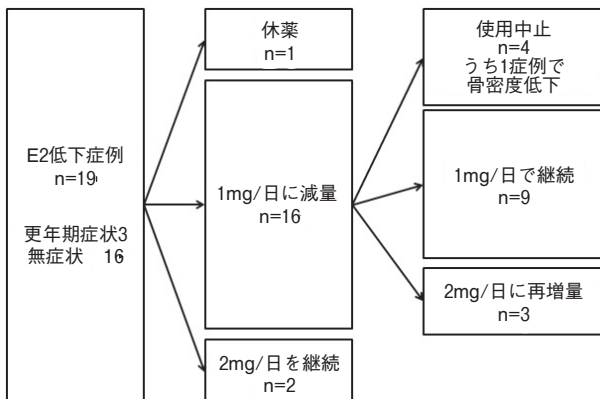 E2低下症例
n=19
更年期症状3
無症状 16
休薬
n=1
1mg/日に減量
n=16
2mg/日を継続
n=2
使用中止
n=4
うち1症例で
骨密度低下
1mg/日で継続
n=9
2mg/日に再増量
n=3